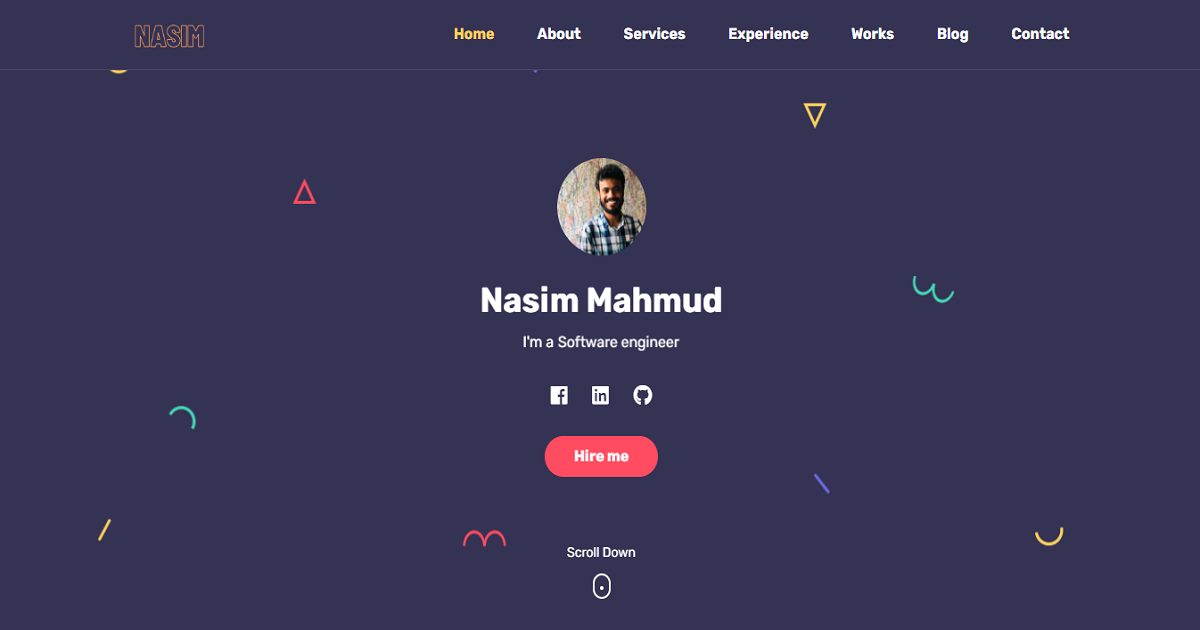 NASIM
Home About Services Experience Works Blog Contact
Nasim Mahmud
I'm a Software engineer
Hire me
Scroll Down